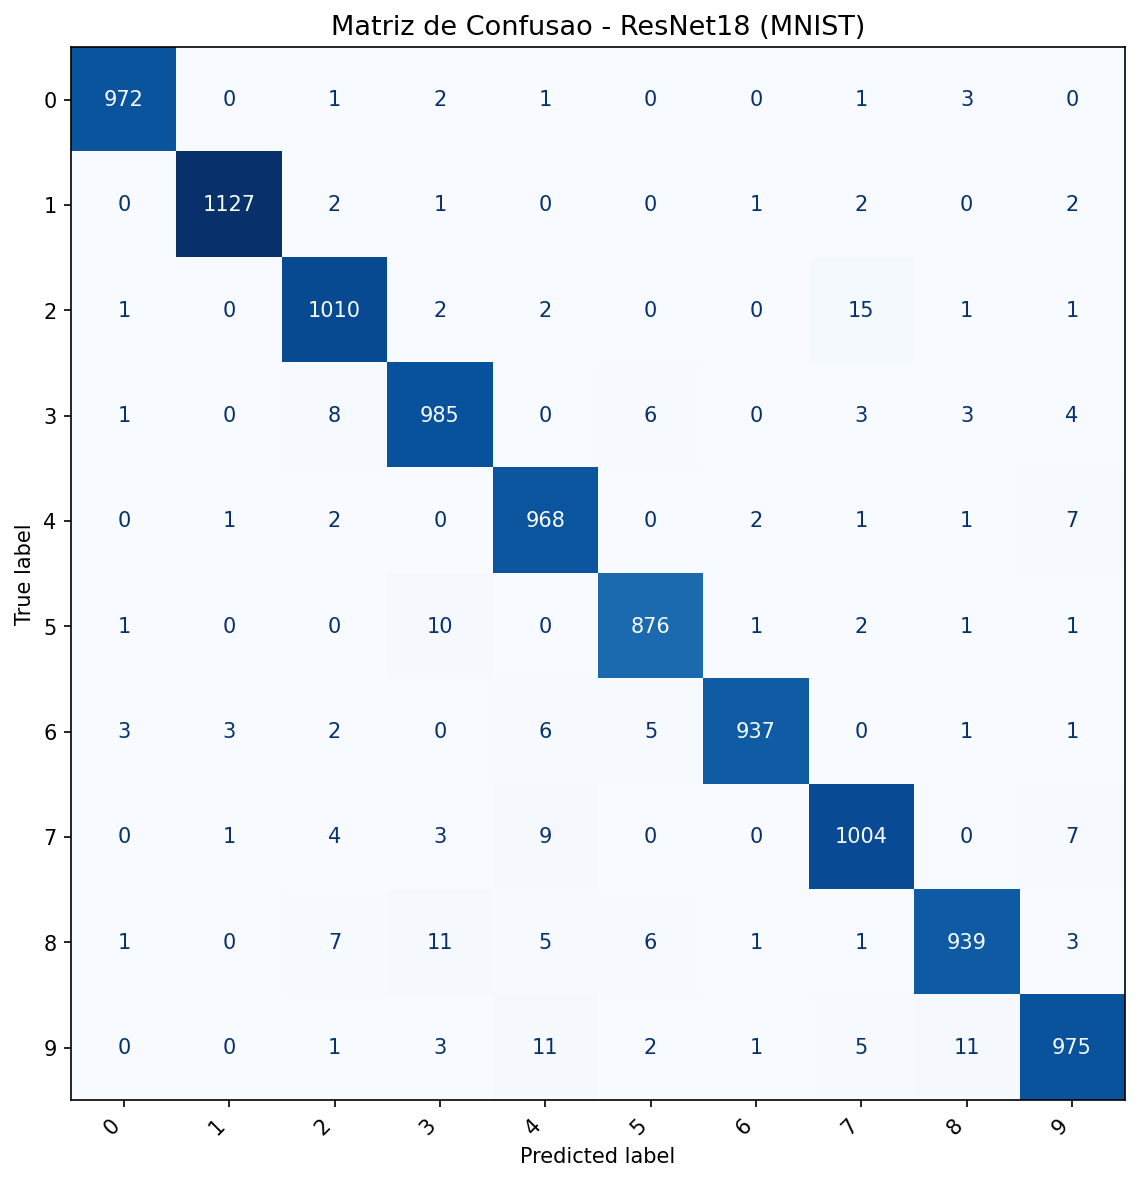 Matriz de Confusao - ResNet18 (MNIST)
0 972 0 1 2 1 0 0 1 3 0
1 0 1127 2 1 0 0 1 2 0 2
2 1 0 1010 2 2 0 0 15 1 1
3 1 0 8 985 0 6 0 3 3 4
4 0 1 2 0 968 0 2 1 1 7
True label
5 1 0 0 10 0 876 1 2 1 1
6 3 3 2 0 6 5 937 0 1 1
7 0 1 4 3 9 0 0 1004 0 7
8 1 0 7 11 5 6 1 1 939 3
9 0 0 1 3 11 2 1 5 11 975
0 1 2 3 4 5 6 7 8 9
Predicted label